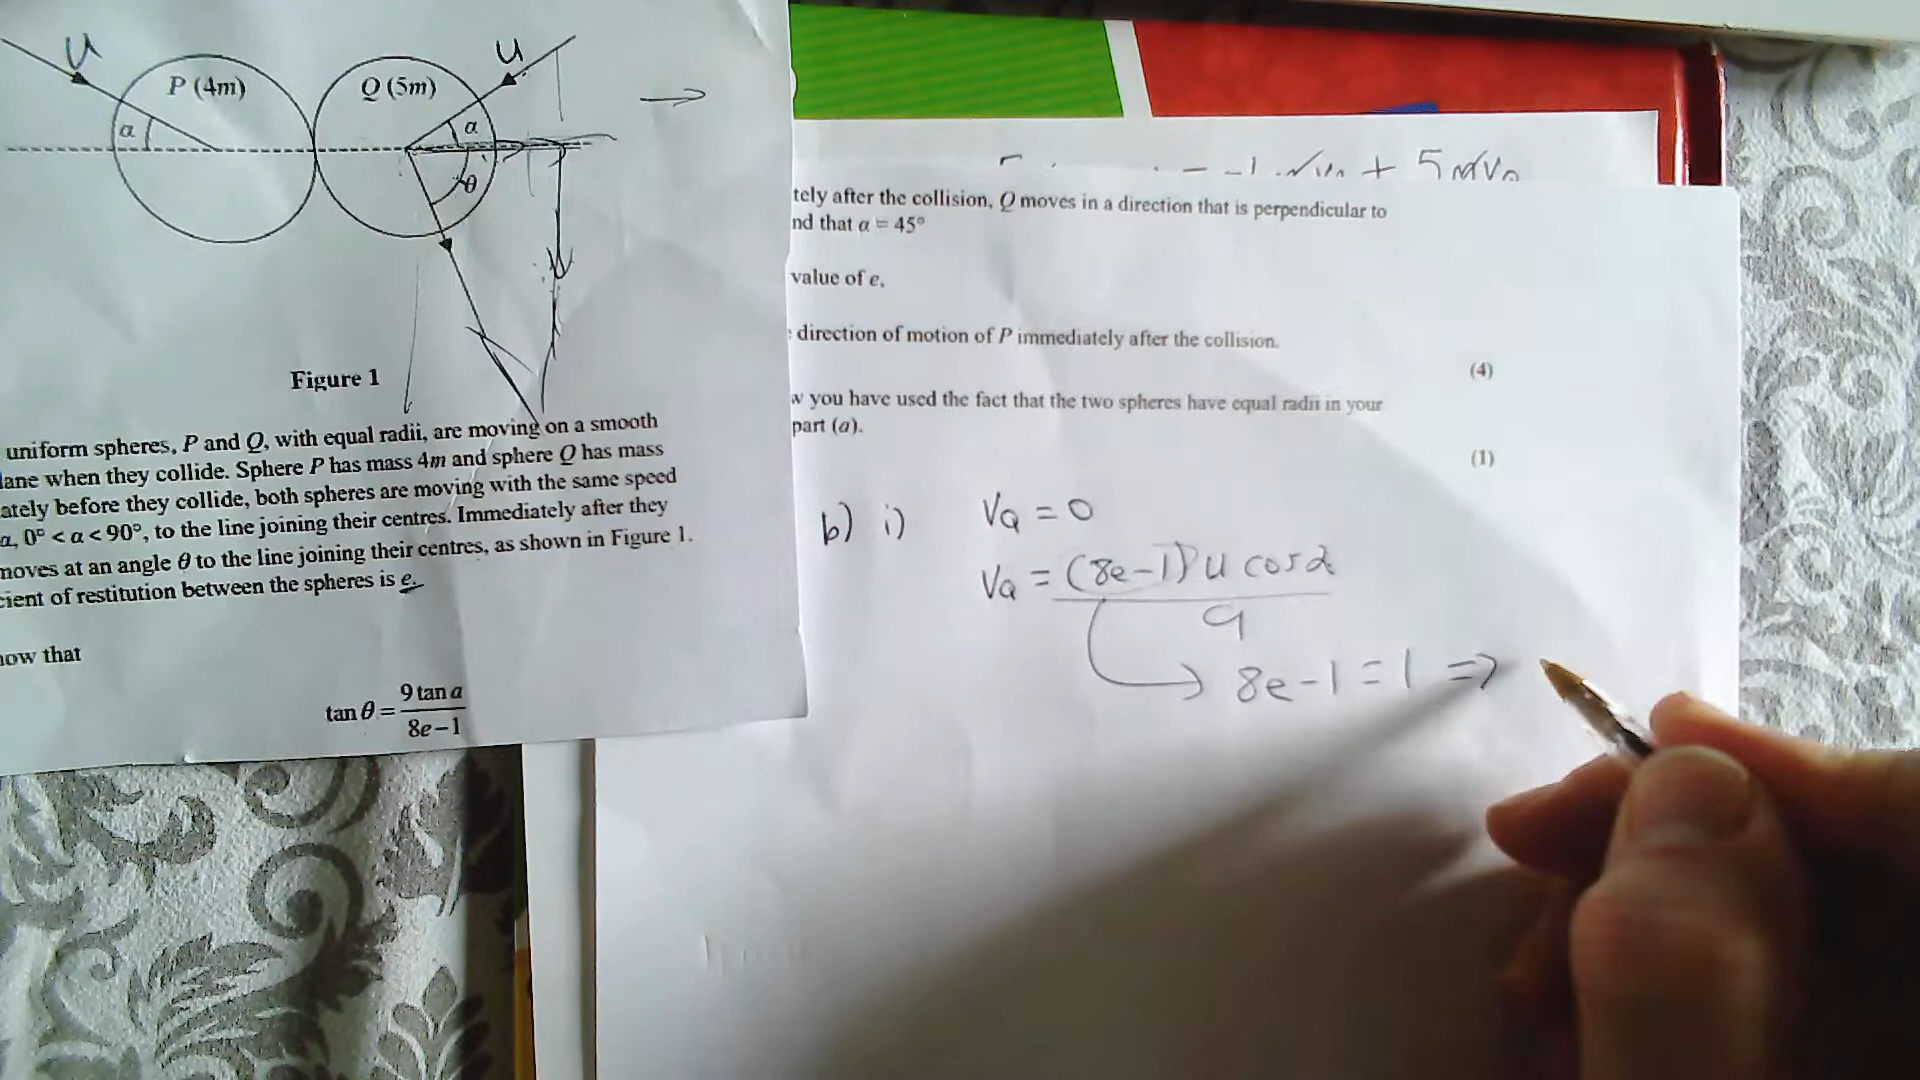 U
u
P (4m)
Q (5m)
α
α
θ
Figure 1
uniform spheres, P and Q, with equal radii, are moving on a smooth
lane when they collide. Sphere P has mass 4m and sphere Q has mass
ately before they collide, both spheres are moving with the same speed
α, 0° < α < 90°, to the line joining their centres. Immediately after they
moves at an angle θ to the line joining their centres, as shown in Figure 1.
cient of restitution between the spheres is e.
now that
tan θ = 9 tan α / 8e − 1
+ 5mvQ
tely after the collision, Q moves in a direction that is perpendicular to
nd that α = 45°
value of e.
direction of motion of P immediately after the collision.
(4)
w you have used the fact that the two spheres have equal radii in your
part (a).
(1)
b) i) VQ = 0
VQ = (8e-1) u cosα / 9
8e-1 = 1 =>